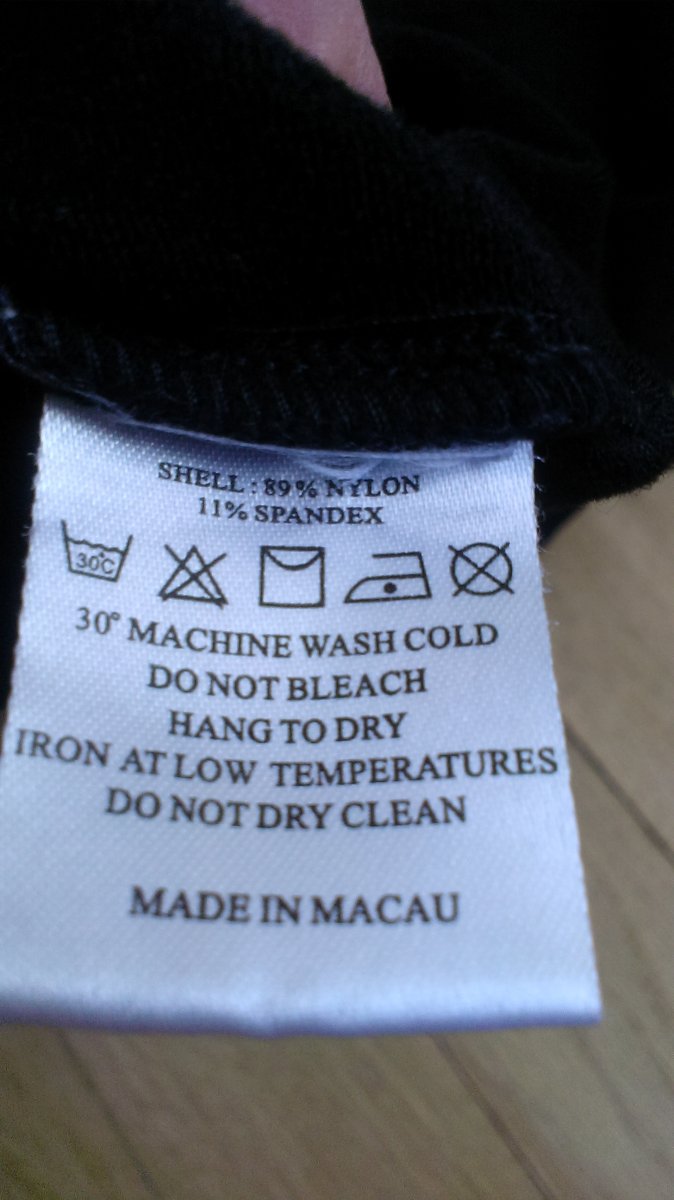 SHELL : 89% NYLON
11% SPANDEX
30°C
30° MACHINE WASH COLD
DO NOT BLEACH
HANG TO DRY
IRON AT LOW TEMPERATURES
DO NOT DRY CLEAN
MADE IN MACAU